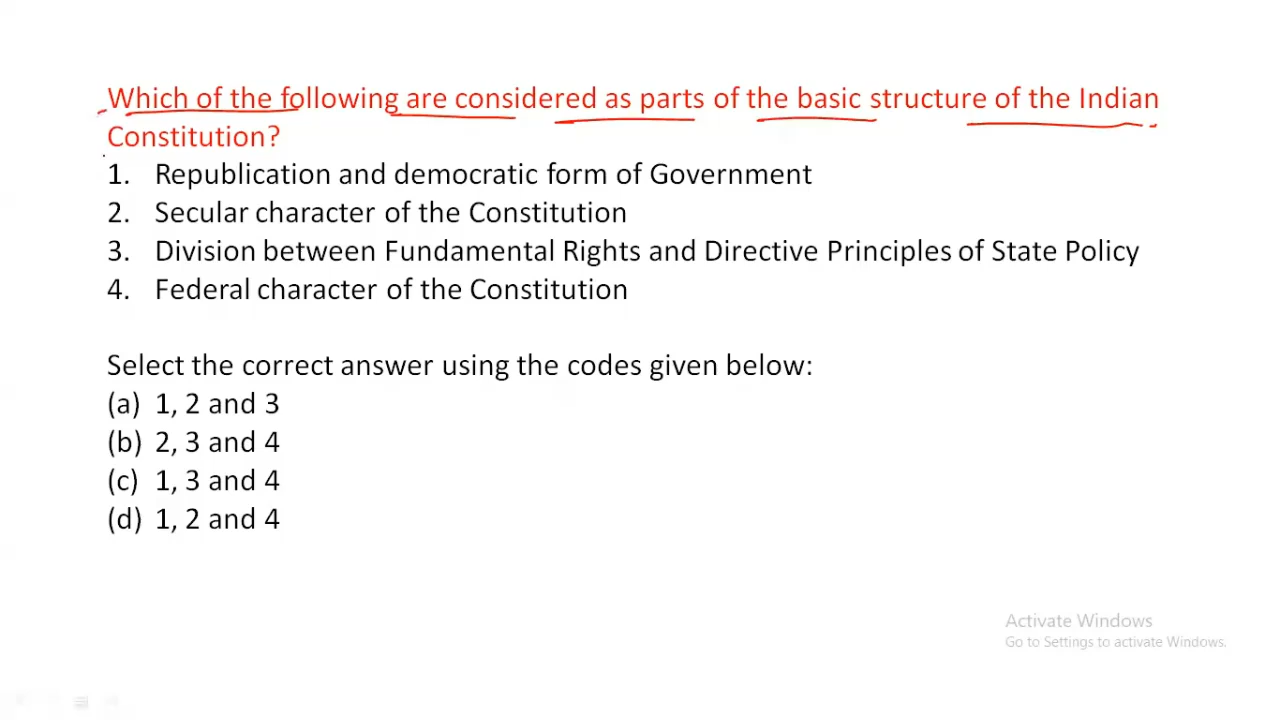 Which of the following are considered as parts of the basic structure of the Indian
Constitution?
1. Republication and democratic form of Government
2. Secular character of the Constitution
3. Division between Fundamental Rights and Directive Principles of State Policy
4. Federal character of the Constitution
Select the correct answer using the codes given below:
(a) 1, 2 and 3
(b) 2, 3 and 4
(c) 1, 3 and 4
(d) 1, 2 and 4
Activate Windows
Go to Settings to activate Windows.